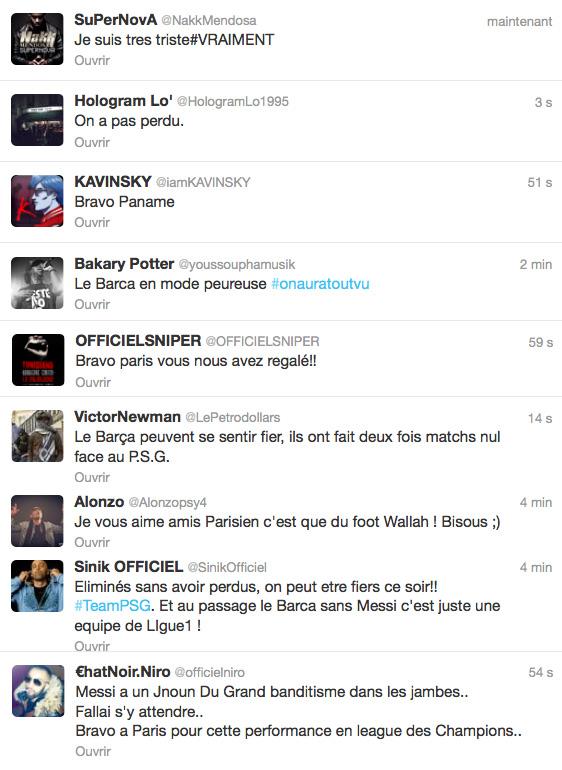 SuPerNovA @NakkMendosa maintenant
Je suis tres triste#VRAIMENT
Ouvrir
Hologram Lo' @HologramLo1995 3 s
On a pas perdu.
Ouvrir
KAVINSKY @iamKAVINSKY 51 s
Bravo Paname
Ouvrir
Bakary Potter @youssouphamusik 2 min
Le Barca en mode peureuse #onauratoutvu
Ouvrir
OFFICIELSNIPER @OFFICIELSNIPER 59 s
Bravo paris vous nous avez regalé!!
Ouvrir
VictorNewman @LePetrodollars 14 s
Le Barça peuvent se sentir fier, ils ont fait deux fois matchs nul
face au P.S.G.
Ouvrir
Alonzo @Alonzopsy4 4 min
Je vous aime amis Parisien c'est que du foot Wallah ! Bisous ;)
Ouvrir
Sinik OFFICIEL @SinikOfficiel 4 min
Eliminés sans avoir perdus, on peut etre fiers ce soir!!
#TeamPSG. Et au passage le Barca sans Messi c'est juste une
equipe de LIgue1 !
Ouvrir
€hatNoir.Niro @officielniro 54 s
Messi a un Jnoun Du Grand banditisme dans les jambes..
Fallai s'y attendre..
Bravo a Paris pour cette performance en league des Champions..
Ouvrir